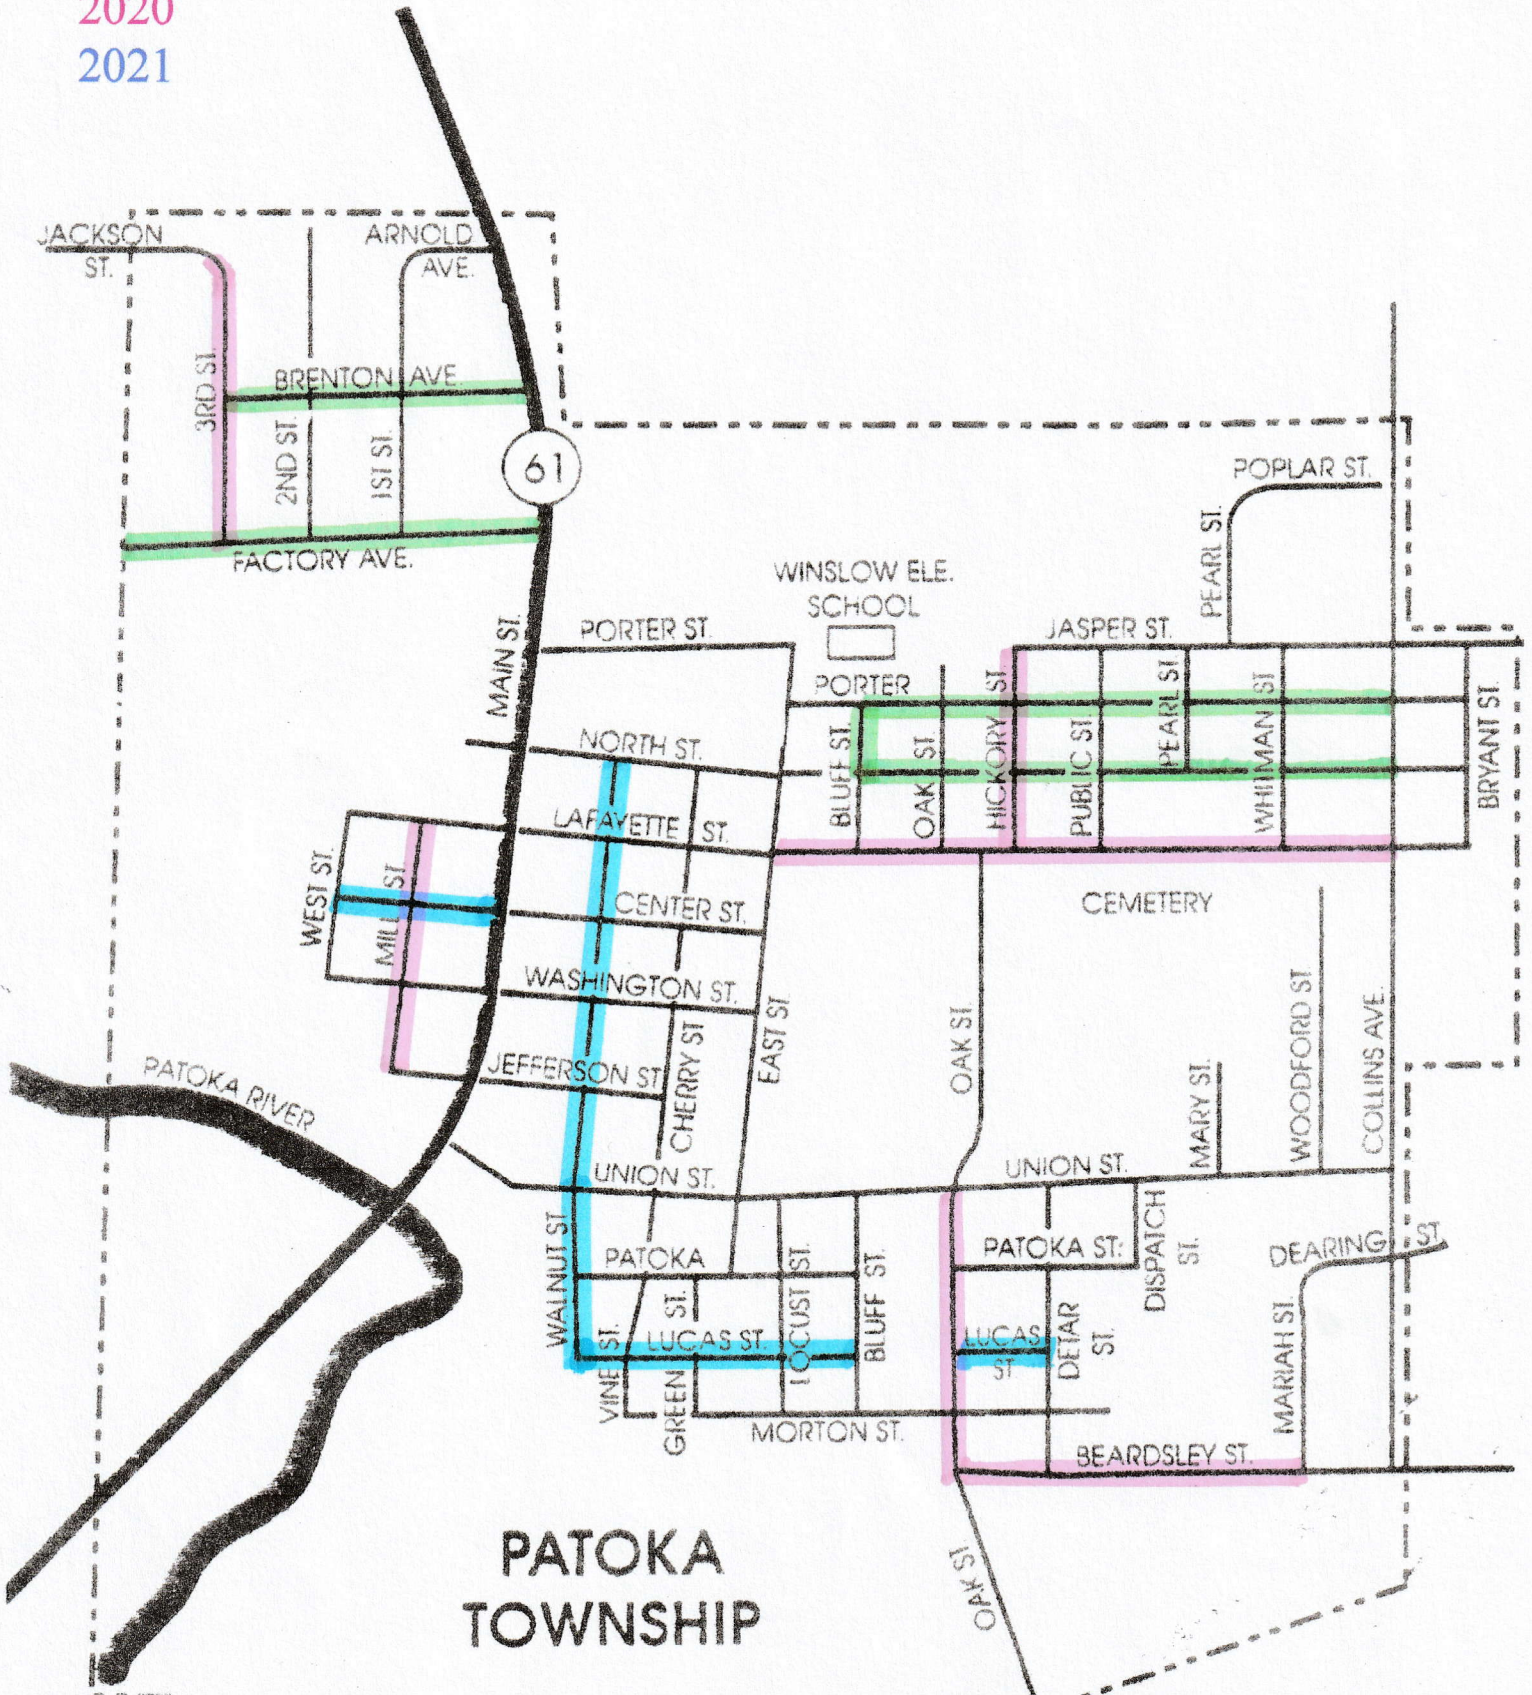 2020
2021
JACKSON
ST.
ARNOLD
AVE.
3RD ST.
BRENTON AVE.
2ND ST.
1ST ST.
61
FACTORY AVE.
POPLAR ST.
PEARL ST.
WINSLOW ELE.
SCHOOL
MAIN ST.
PORTER ST.
JASPER ST.
PORTER
HICKORY ST
PEARL ST
WHITMAN ST
BRYANT ST.
NORTH ST.
BLUFF ST.
OAK ST.
PUBLIC ST.
LAFAYETTE ST.
WEST ST.
MILL ST
CENTER ST.
CEMETERY
WASHINGTON ST.
EAST ST.
OAK ST.
WOODFORD ST
COLLINS AVE.
PATOKA RIVER
JEFFERSON ST
CHERRY ST
MARY ST.
UNION ST.
UNION ST.
WALNUT ST
PATOKA
LOCUST ST.
BLUFF ST.
PATOKA ST.
DISPATCH
ST.
DEARING ST
VINE ST.
GREEN ST.
LUCAS ST.
LUCAS
ST
DETAR
ST.
MARIAH ST.
MORTON ST.
BEARDSLEY ST.
PATOKA
TOWNSHIP
OAK ST